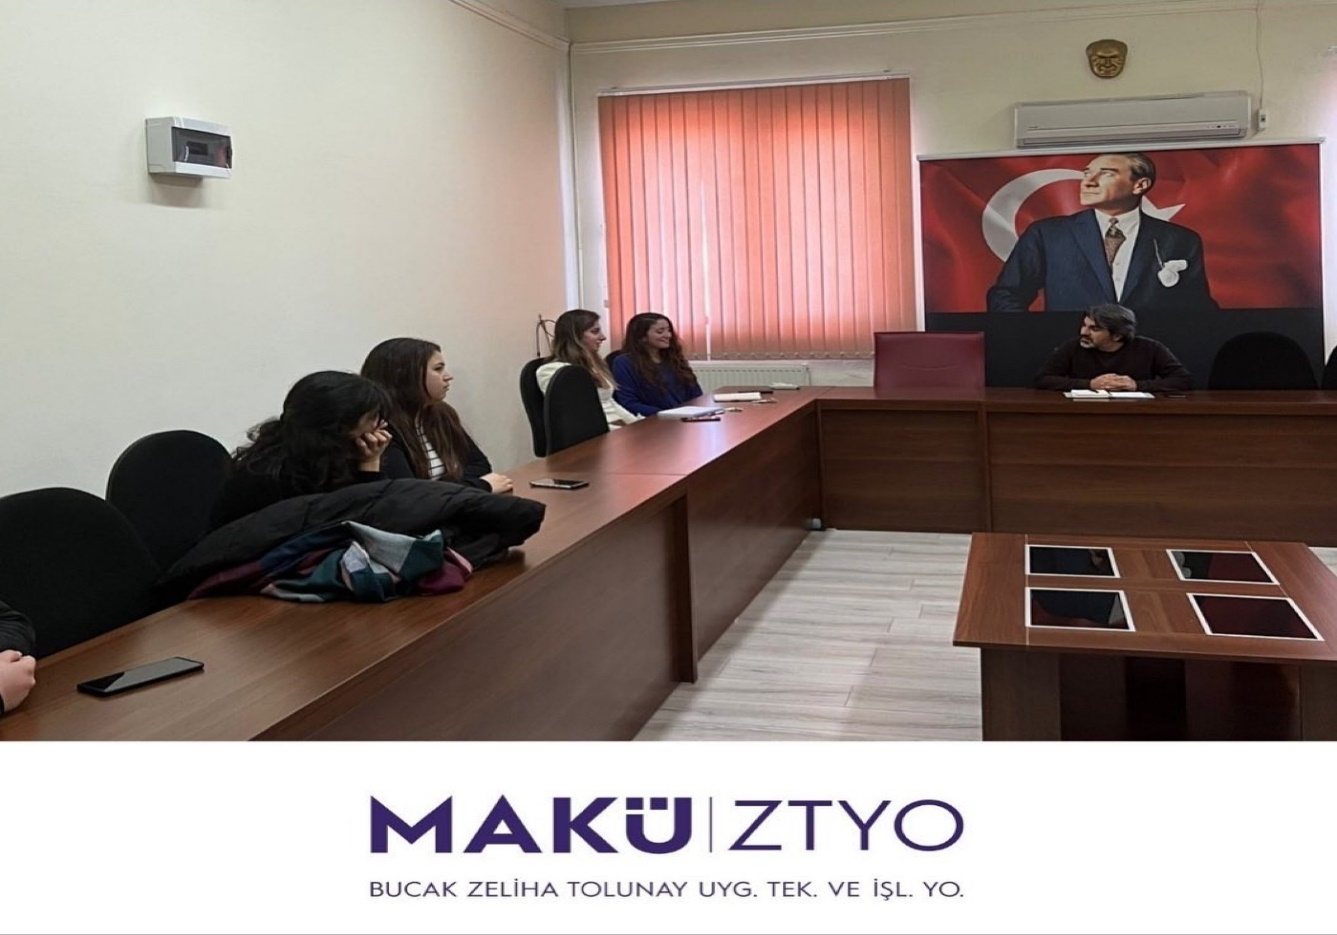 MAKÜ | ZTYO
BUCAK ZELİHA TOLUNAY UYG. TEK. VE İŞL. YO.